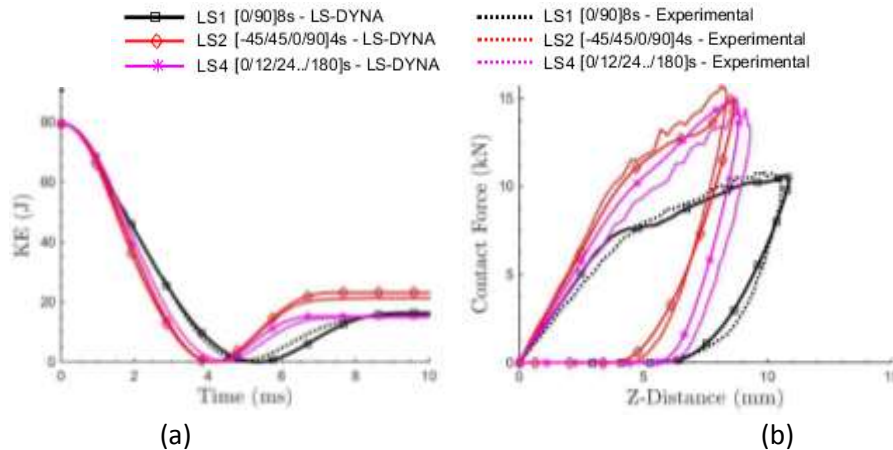 LS1 [0/90]8s - LS-DYNA
LS2 [-45/45/0/90]4s - LS-DYNA
LS4 [0/12/24../180]s - LS-DYNA
LS1 [0/90]8s - Experimental
LS2 [-45/45/0/90]4s - Experimental
LS4 [0/12/24../180]s - Experimental
80
60
40
20
0
KE (J)
0 2 4 6 8 10
Time (ms)
(a)
15
10
5
0
Contact Force (kN)
0 5 10 15
Z-Distance (mm)
(b)